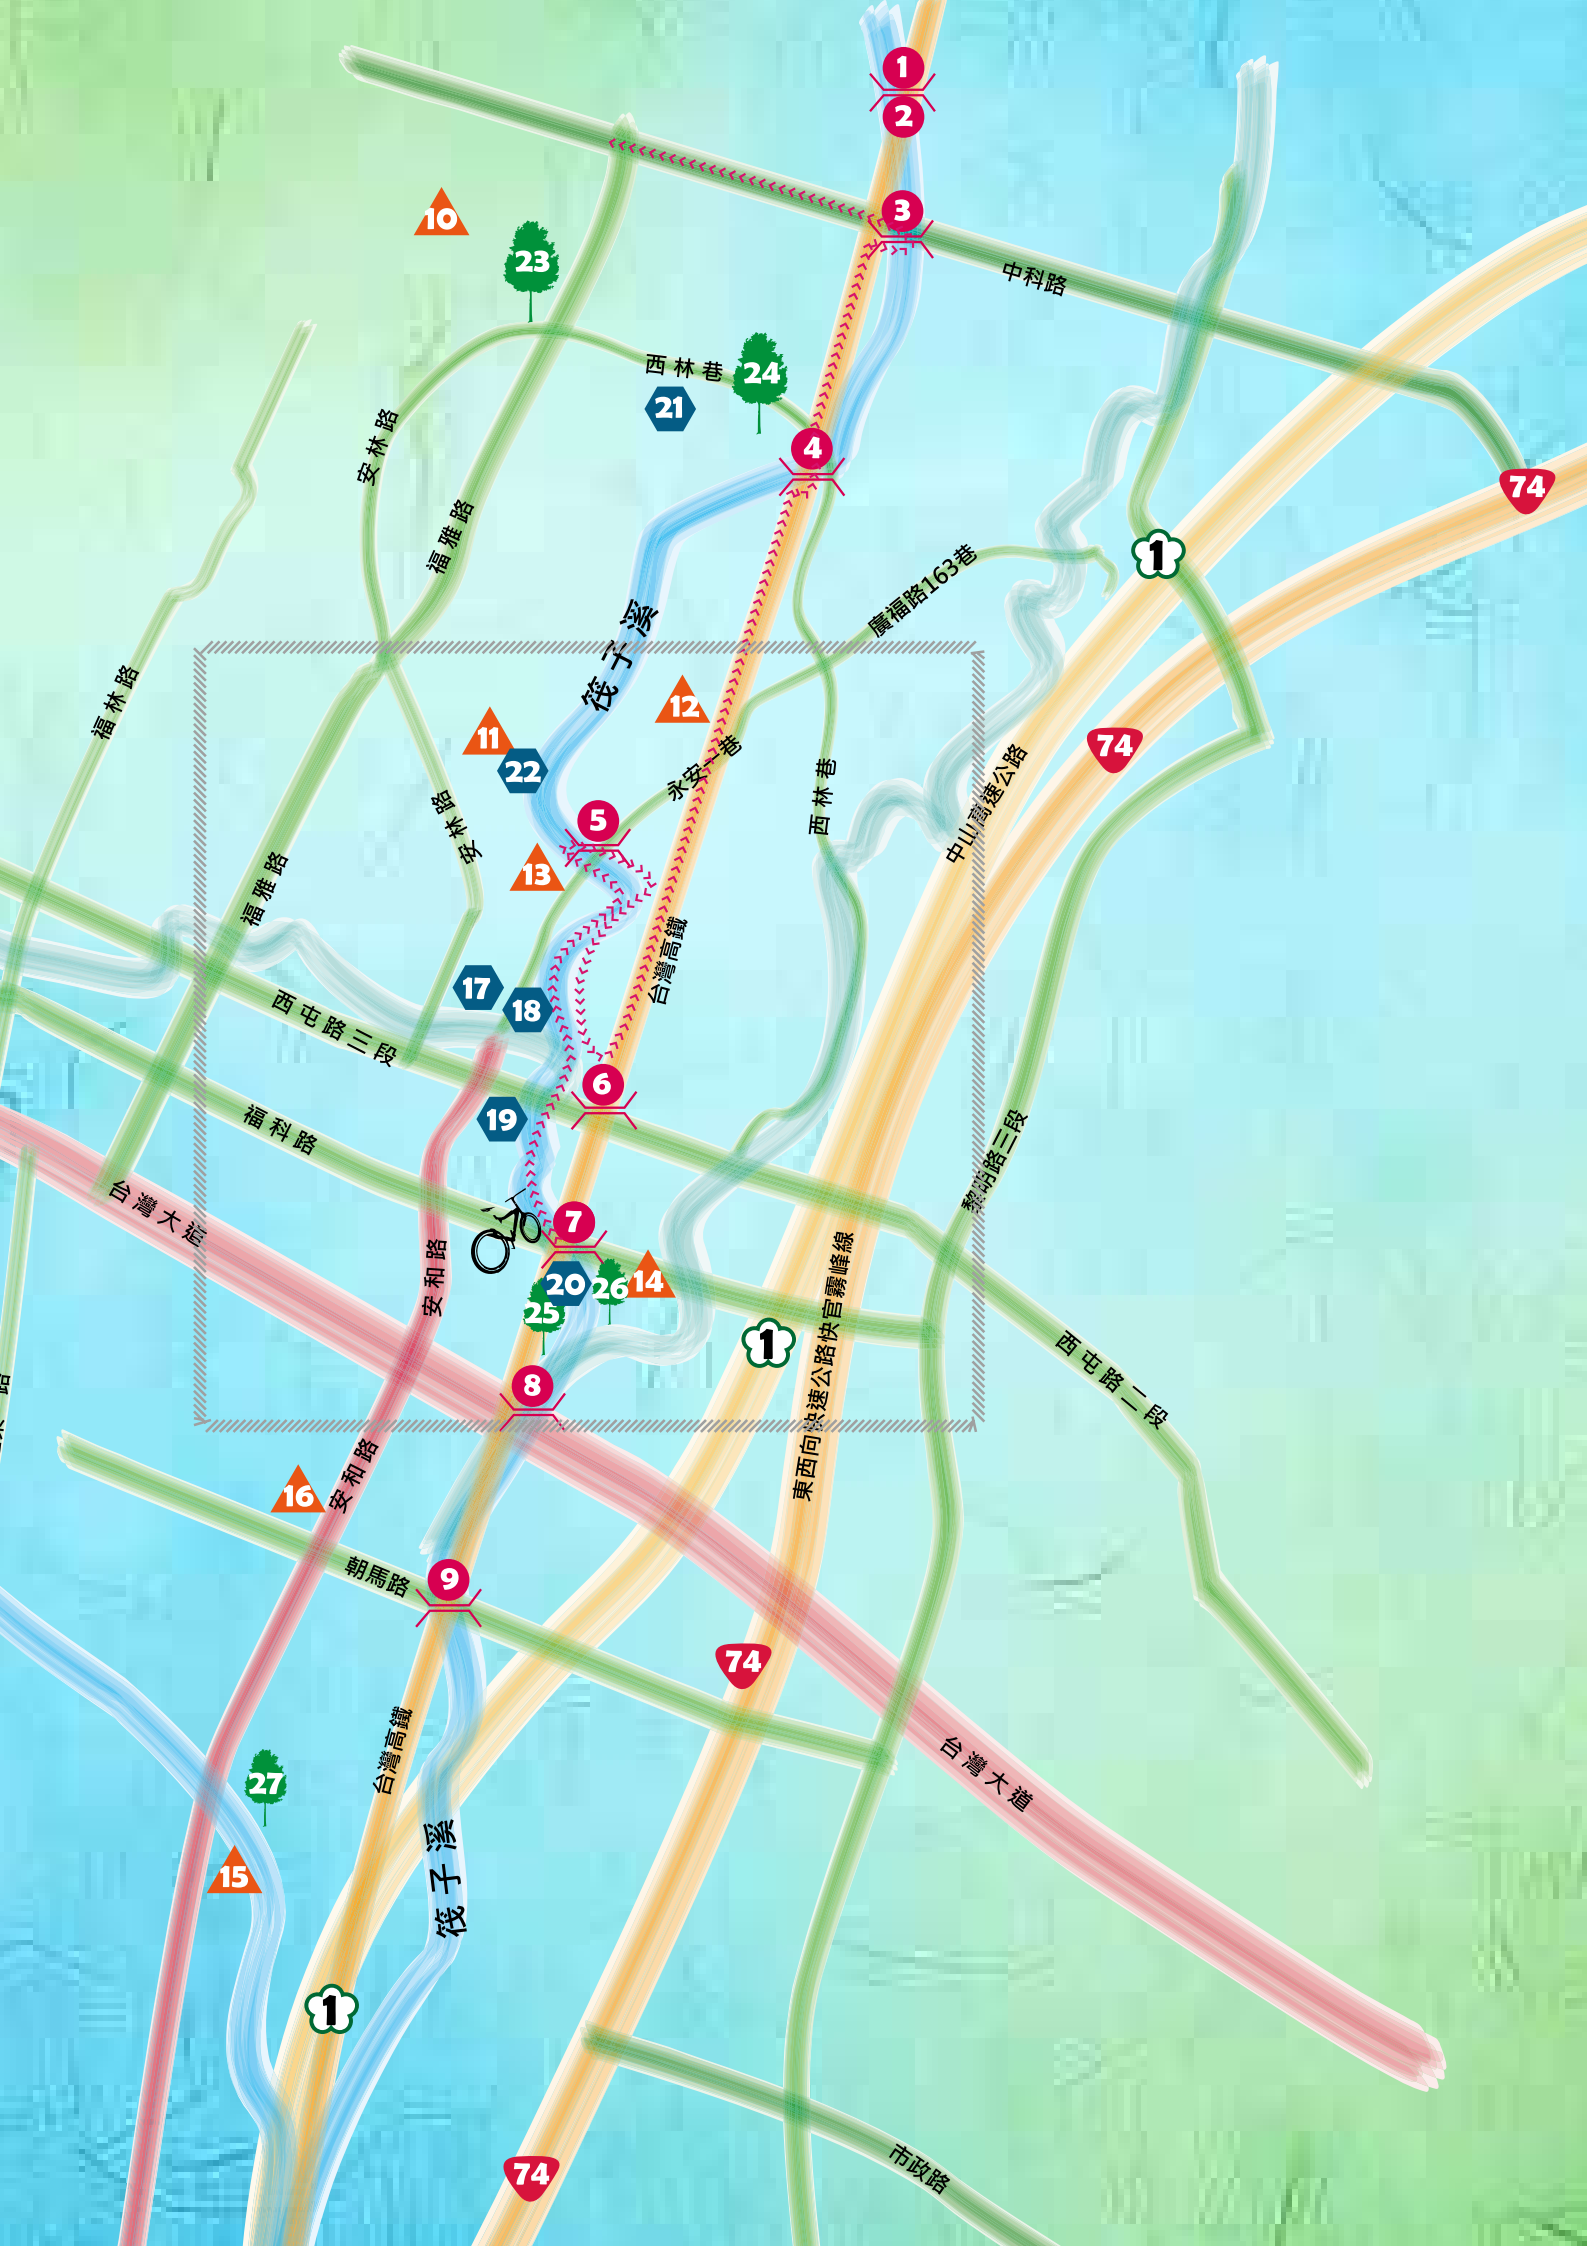 1
2
3
10
23
中科路
西林巷
24
21
安林路
4
74
福雅路
1
廣福路163巷
筏子溪
福林路
12
11
22
74
永安一巷
西林巷
安林路
中山高速公路
5
13
福雅路
台灣高鐵
17
18
西屯路三段
6
19
福科路
黎明路三段
台灣大道
7
安和路
20
26
14
25
東西向快速公路快官霧峰線
1
西屯路二段
8
路
安和路
16
朝馬路
9
74
台灣高鐵
台灣大道
27
筏子溪
15
1
市政路
74